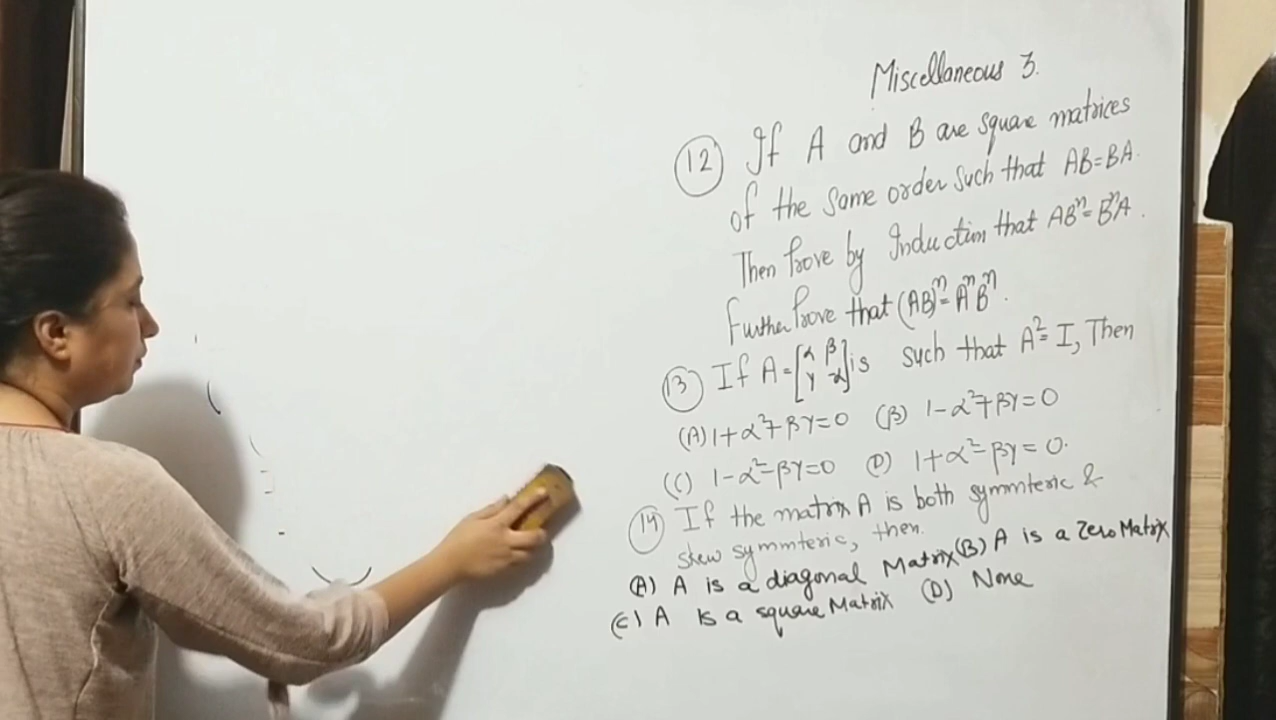 Miscellaneous 3.
(12) If A and B are square matrices
of the same order such that AB=BA.
Then Prove by Induction that ABⁿ=BⁿA.
further Prove that (AB)ⁿ=AⁿBⁿ.
(13) If A=[α β γ α] is such that A²=I, Then
(A) 1+α²+βγ=0 (B) 1-α²+βγ=0
(C) 1-α²-βγ=0 (D) 1+α²-βγ=0.
(14) If the matrix A is both symmteric &
skew symmteric, then.
(A) A is a diagonal Matrix (B) A is a Zero Matrix
(C) A is a square Matrix (D) None